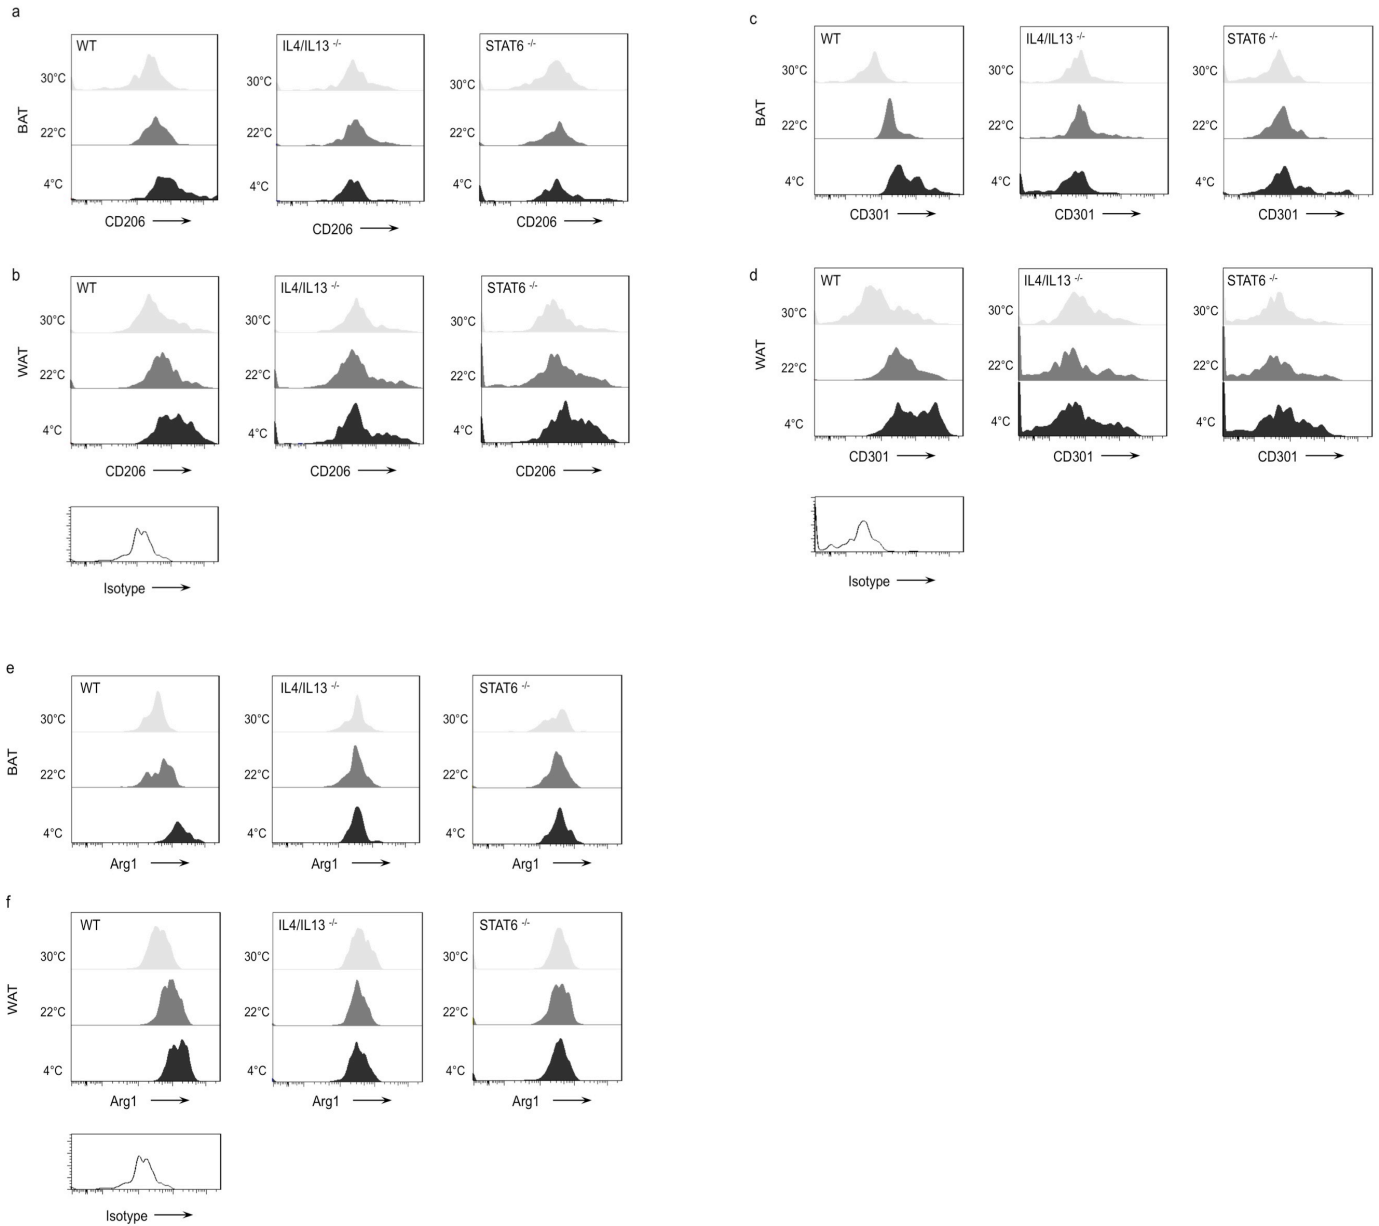 a
WT
IL4/IL13 -/-
STAT6 -/-
30°C
30°C
30°C
BAT
22°C
22°C
22°C
4°C
4°C
4°C
CD206
CD206
CD206
b
WT
IL4/IL13 -/-
STAT6 -/-
30°C
30°C
30°C
WAT
22°C
22°C
22°C
4°C
4°C
4°C
CD206
CD206
CD206
Isotype
c
WT
IL4/IL13 -/-
STAT6 -/-
30°C
30°C
30°C
BAT
22°C
22°C
22°C
4°C
4°C
4°C
CD301
CD301
CD301
d
WT
IL4/IL13 -/-
STAT6 -/-
30°C
30°C
30°C
WAT
22°C
22°C
22°C
4°C
4°C
4°C
CD301
CD301
CD301
Isotype
e
WT
IL4/IL13 -/-
STAT6 -/-
30°C
30°C
30°C
BAT
22°C
22°C
22°C
4°C
4°C
4°C
Arg1
Arg1
Arg1
f
WT
IL4/IL13 -/-
STAT6 -/-
30°C
30°C
30°C
WAT
22°C
22°C
22°C
4°C
4°C
4°C
Arg1
Arg1
Arg1
Isotype